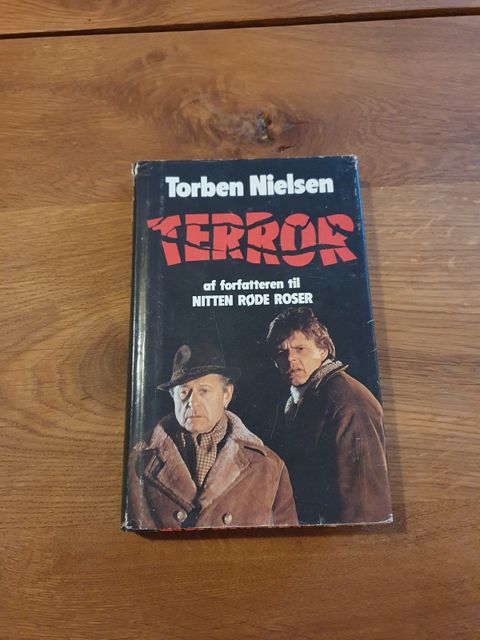 Torben Nielsen
TERROR
af forfatteren til
NITTEN RØDE ROSER